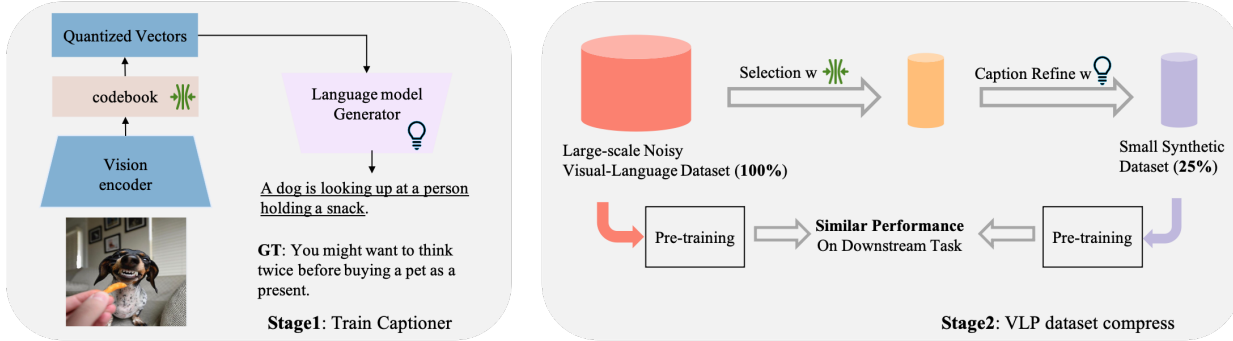 Quantized Vectors
codebook
Vision
encoder
Language model
Generator
A dog is looking up at a person
holding a snack.
GT: You might want to think
twice before buying a pet as a
present.
Stage1: Train Captioner
Selection w
Caption Refine w
Large-scale Noisy
Visual-Language Dataset (100%)
Small Synthetic
Dataset (25%)
Pre-training
Similar Performance
On Downstream Task
Pre-training
Stage2: VLP dataset compress